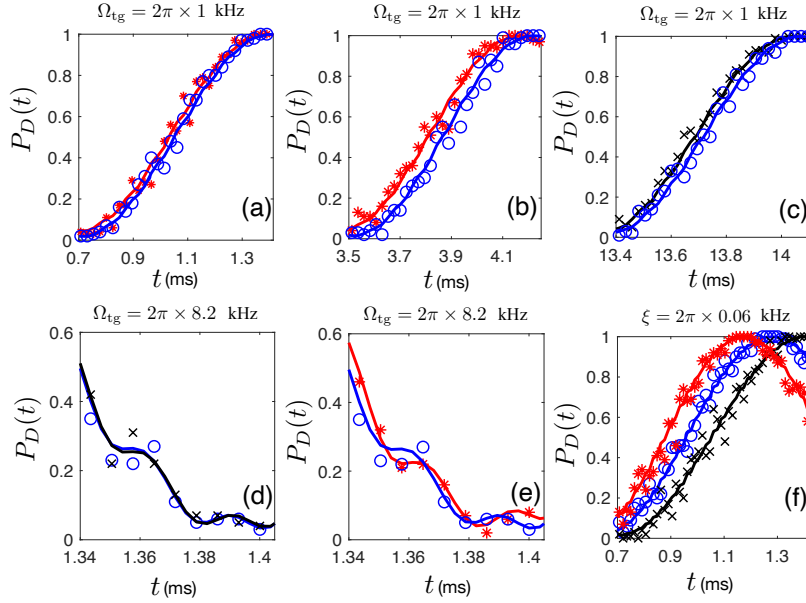 Ω_tg = 2π × 1 kHz
P_D(t)
1
0.8
0.6
0.4
0.2
0
0.7 0.9 1.1 1.3
t (ms)
(a)
Ω_tg = 2π × 1 kHz
P_D(t)
1
0.8
0.6
0.4
0.2
0
3.5 3.7 3.9 4.1
t (ms)
(b)
Ω_tg = 2π × 1 kHz
P_D(t)
1
0.8
0.6
0.4
0.2
0
13.4 13.6 13.8 14
t (ms)
(c)
Ω_tg = 2π × 8.2 kHz
P_D(t)
0.6
0.4
0.2
0
1.34 1.36 1.38 1.4
t (ms)
(d)
Ω_tg = 2π × 8.2 kHz
P_D(t)
0.6
0.4
0.2
0
1.34 1.36 1.38 1.4
t (ms)
(e)
ξ = 2π × 0.06 kHz
P_D(t)
1
0.8
0.6
0.4
0.2
0
0.7 0.9 1.1 1.3
t (ms)
(f)